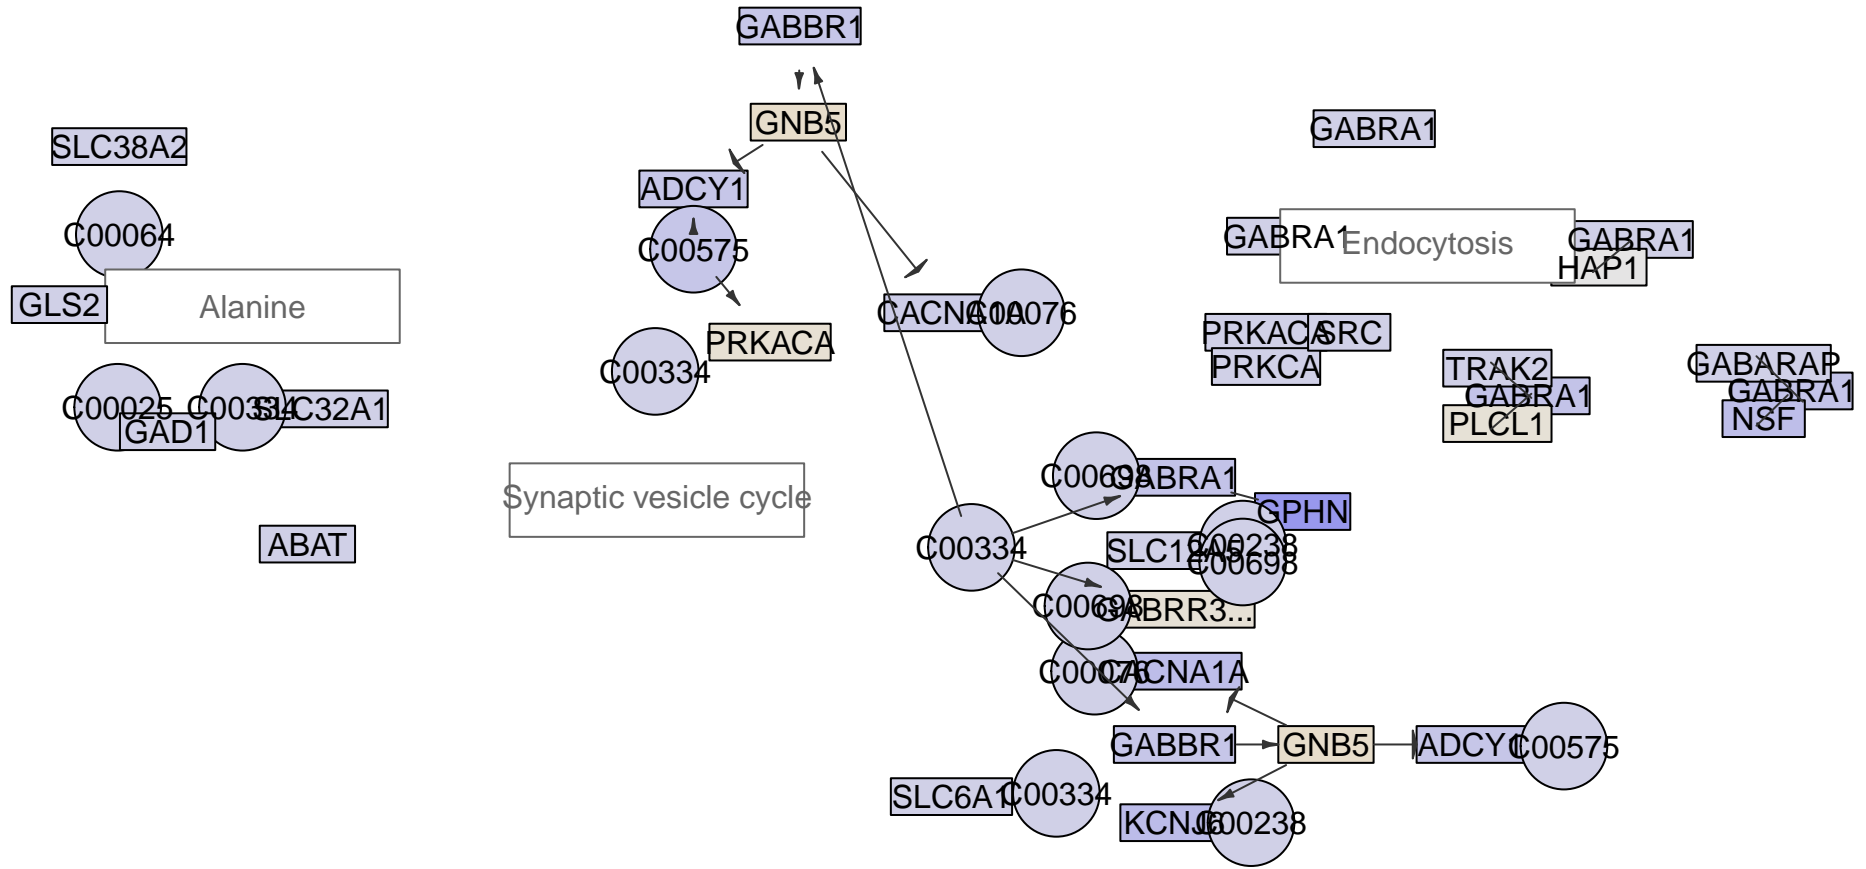 GABBR1
GNB5
GABRA1
SLC38A2
ADCY1
C00064
C00575
GABRA1
Endocytosis
GABRA1
HAP1
GLS2
Alanine
CACNA1A
C00076
PRKACA
PRKACA
SRC
PRKCA
C00334
TRAK2
GABARAP
GABRA1
GABRA1
C00025
C00334
SLC32A1
GAD1
PLCL1
NSF
C00698
GABRA1
Synaptic vesicle cycle
GPHN
ABAT
C00334
SLC12A5
C00238
C00698
C00698
GABRR3...
C00076
CACNA1A
GABBR1
GNB5
ADCY1
C00575
SLC6A1
C00334
KCNJ6
C00238